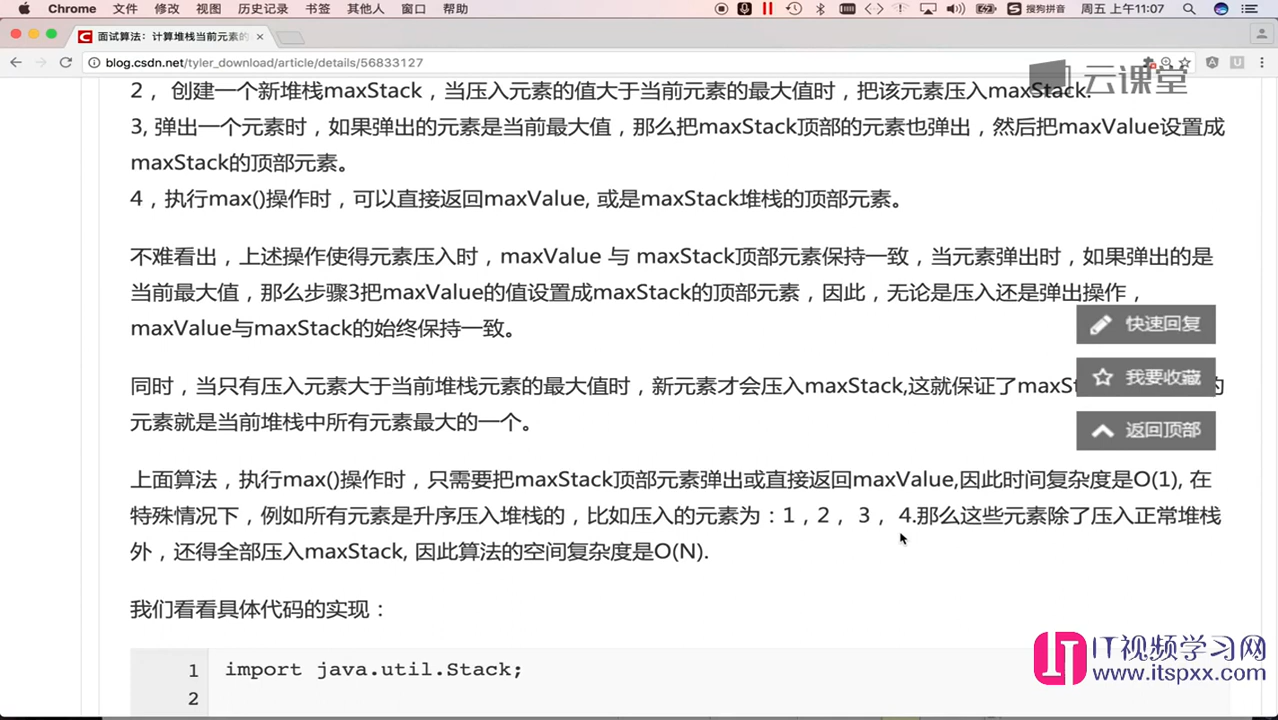 Chrome 文件 修改 视图 历史记录 书签 其他人 窗口 帮助 搜狗拼音 周五 上午11:07
面试算法：计算堆栈当前元素的
blog.csdn.net/tyler_download/article/details/56833127
云课堂
2， 创建一个新堆栈maxStack，当压入元素的值大于当前元素的最大值时，把该元素压入maxStack.
3, 弹出一个元素时，如果弹出的元素是当前最大值，那么把maxStack顶部的元素也弹出，然后把maxValue设置成
maxStack的顶部元素。
4，执行max()操作时，可以直接返回maxValue, 或是maxStack堆栈的顶部元素。
不难看出，上述操作使得元素压入时，maxValue 与 maxStack顶部元素保持一致，当元素弹出时，如果弹出的是
当前最大值，那么步骤3把maxValue的值设置成maxStack的顶部元素，因此，无论是压入还是弹出操作，
maxValue与maxStack的始终保持一致。
快速回复
我要收藏
返回顶部
同时，当只有压入元素大于当前堆栈元素的最大值时，新元素才会压入maxStack,这就保证了maxSt 的
元素就是当前堆栈中所有元素最大的一个。
上面算法，执行max()操作时，只需要把maxStack顶部元素弹出或直接返回maxValue,因此时间复杂度是O(1), 在
特殊情况下，例如所有元素是升序压入堆栈的，比如压入的元素为：1，2， 3， 4.那么这些元素除了压入正常堆栈
外，还得全部压入maxStack, 因此算法的空间复杂度是O(N).
我们看看具体代码的实现：
1 import java.util.Stack;
2
IT视频学习网
www.itspxx.com